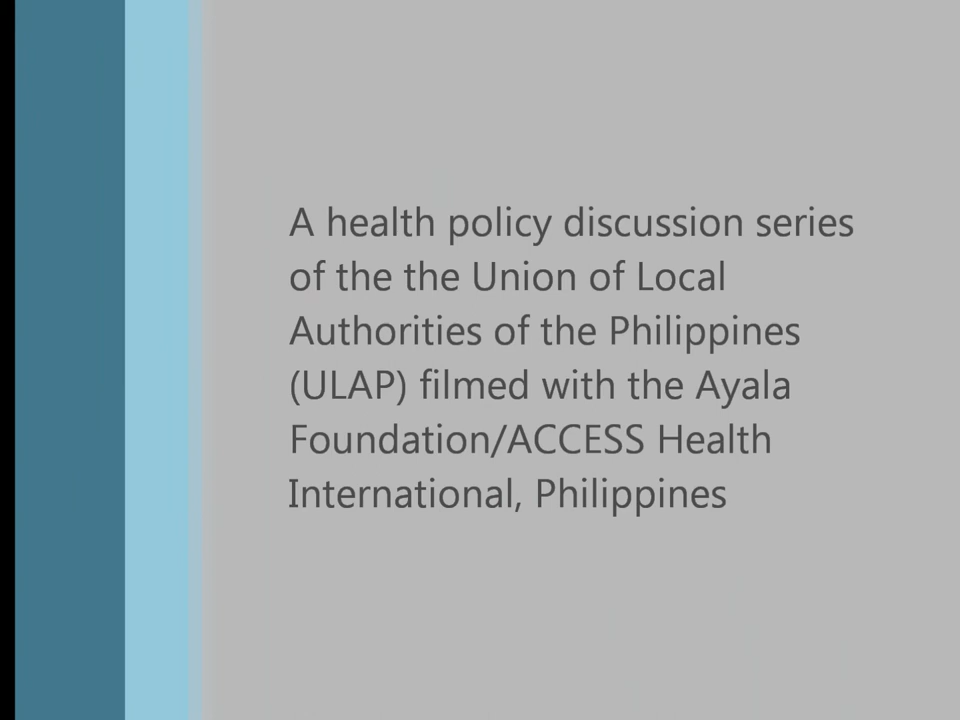 A health policy discussion series
of the the Union of Local
Authorities of the Philippines
(ULAP) filmed with the Ayala
Foundation/ACCESS Health
International, Philippines